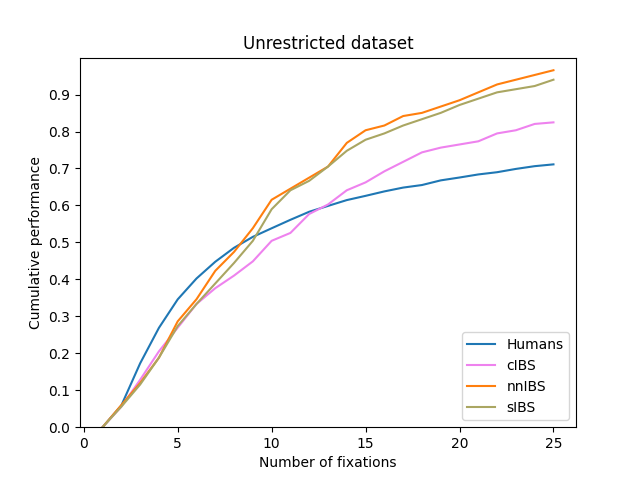 Unrestricted dataset
Cumulative performance
0.9
0.8
0.7
0.6
0.5
0.4
0.3
0.2
0.1
0.0
Humans
cIBS
nnIBS
sIBS
0 5 10 15 20 25
Number of fixations